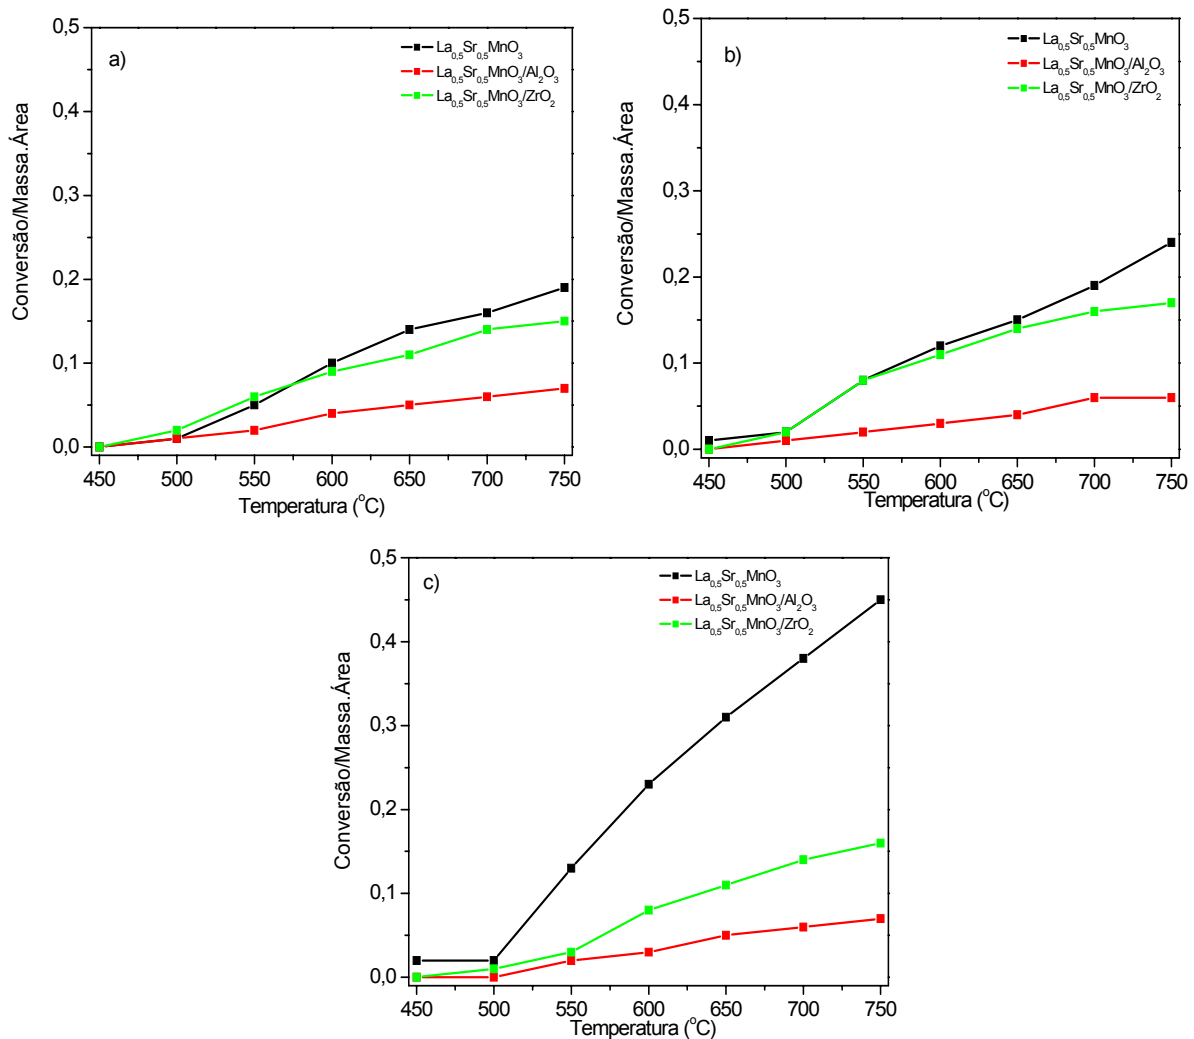 a)
La0,5Sr0,5MnO3
La0,5Sr0,5MnO3/Al2O3
La0,5Sr0,5MnO3/ZrO2
0,5
0,4
0,3
0,2
0,1
0,0
Conversão/Massa.Área
450 500 550 600 650 700 750
Temperatura (oC)
b)
La0,5Sr0,5MnO3
La0,5Sr0,5MnO3/Al2O3
La0,5Sr0,5MnO3/ZrO2
0,5
0,4
0,3
0,2
0,1
0,0
Conversão/Massa.Área
450 500 550 600 650 700 750
Temperatura (oC)
c)
La0,5Sr0,5MnO3
La0,5Sr0,5MnO3/Al2O3
La0,5Sr0,5MnO3/ZrO2
0,5
0,4
0,3
0,2
0,1
0,0
Conversão/Massa.Área
450 500 550 600 650 700 750
Temperatura (oC)